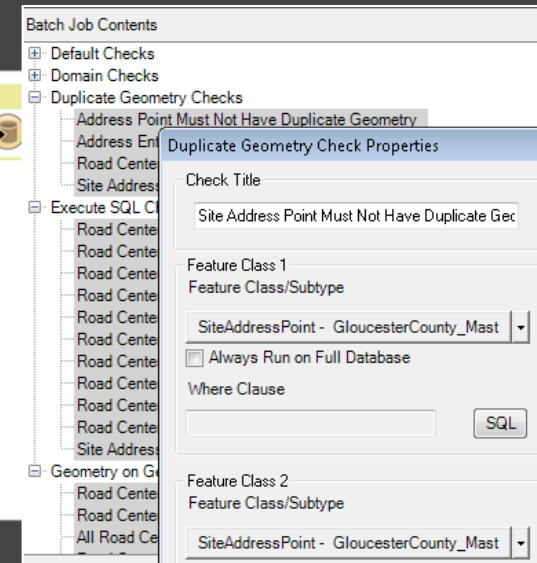 Batch Job Contents
Default Checks
Domain Checks
Duplicate Geometry Checks
Address Point Must Not Have Duplicate Geometry
Address Ent
Road Cente
Site Address
Execute SQL Ch
Road Cente
Road Cente
Road Cente
Road Cente
Road Cente
Road Cente
Road Cente
Road Cente
Road Cente
Road Cente
Site Address
Geometry on Ge
Road Cente
Road Cente
All Road Ce
Duplicate Geometry Check Properties
Check Title
Site Address Point Must Not Have Duplicate Geo
Feature Class 1
Feature Class/Subtype
SiteAddressPoint - GloucesterCounty_Mast
Always Run on Full Database
Where Clause
SQL
Feature Class 2
Feature Class/Subtype
SiteAddressPoint - GloucesterCounty_Mast